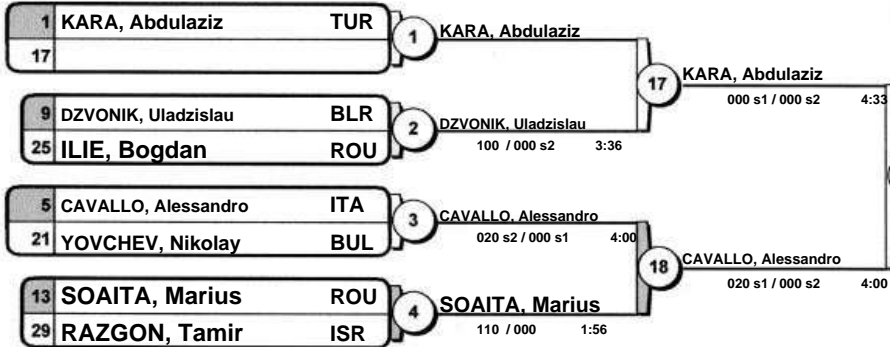 1 KARA, Abdulaziz TUR
17
1
KARA, Abdulaziz
9 DZVONIK, Uladzislau BLR
25 ILIE, Bogdan ROU
2
DZVONIK, Uladzislau
100 / 000 s2 3:36
17
KARA, Abdulaziz
000 s1 / 000 s2 4:33
5 CAVALLO, Alessandro ITA
21 YOVCHEV, Nikolay BUL
3
CAVALLO, Alessandro
020 s2 / 000 s1 4:00
13 SOAITA, Marius ROU
29 RAZGON, Tamir ISR
4
SOAITA, Marius
110 / 000 1:56
18
CAVALLO, Alessandro
020 s1 / 000 s2 4:00